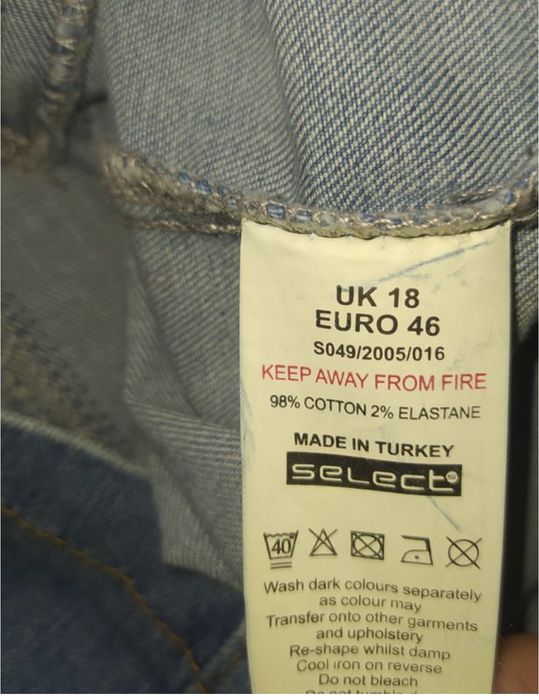 UK 18
EURO 46
S049/2005/016
KEEP AWAY FROM FIRE
98% COTTON 2% ELASTANE
MADE IN TURKEY
select
40
Wash dark colours separately
as colour may
Transfer onto other garments
and upholstery
Re-shape whilst damp
Cool iron on reverse
Do not bleach
Do not